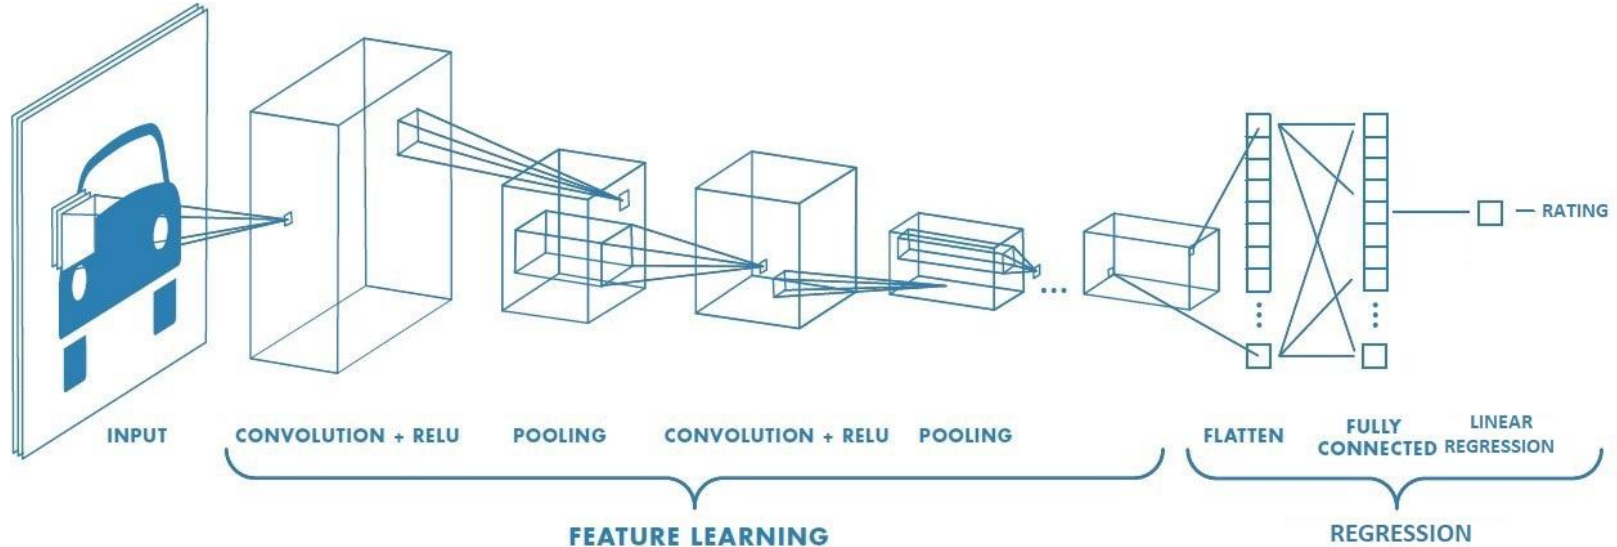 RATING
INPUT
CONVOLUTION + RELU
POOLING
CONVOLUTION + RELU
POOLING
FLATTEN
FULLY
CONNECTED
LINEAR
REGRESSION
FEATURE LEARNING
REGRESSION